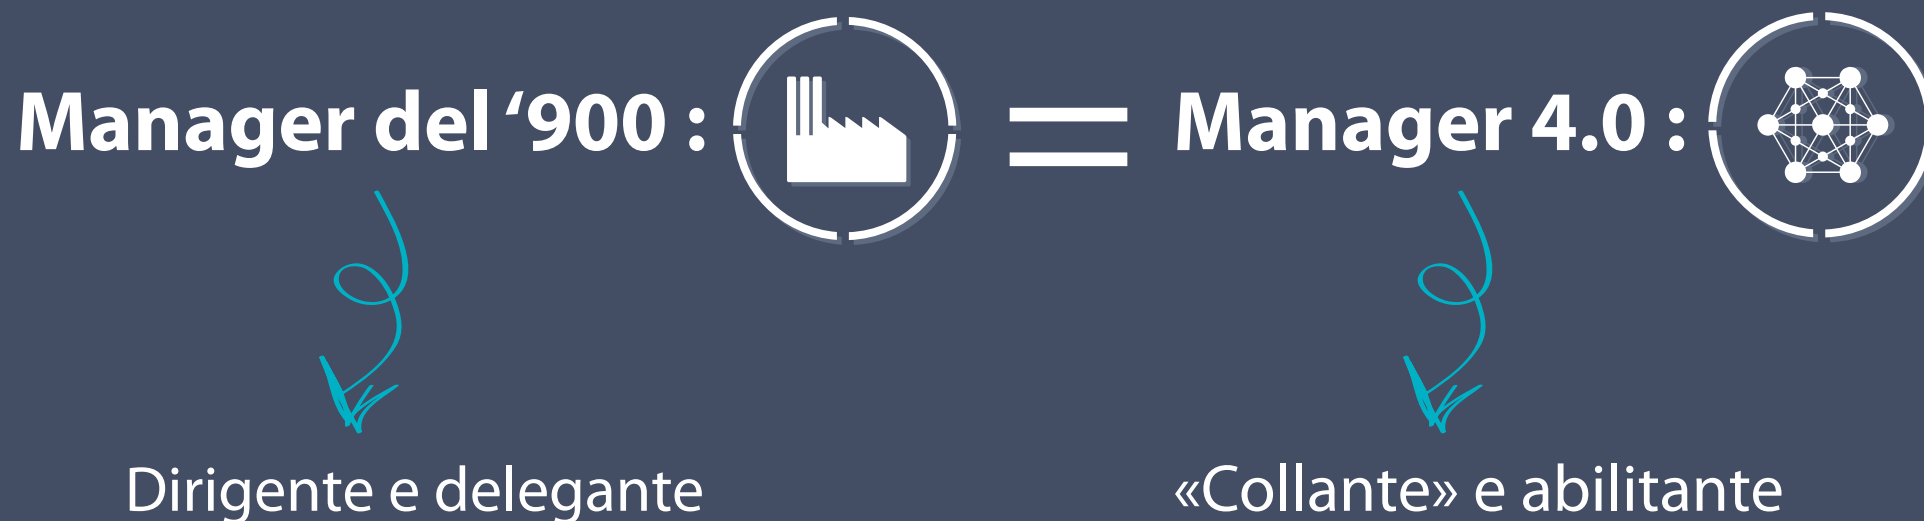 Manager del ‘900 : = Manager 4.0 :
Dirigente e delegante
«Collante» e abilitante